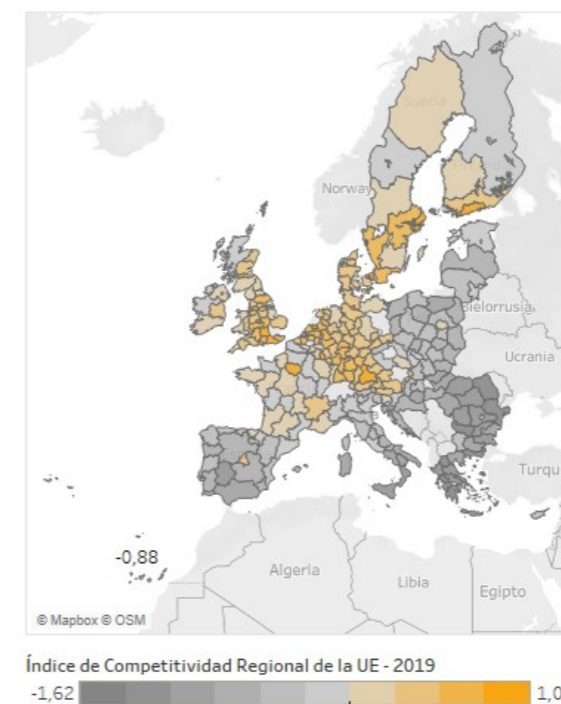 Suecia
Norway
Bielorrusia
Ucrania
Turqu
-0,88
Algeria
Libia
Egipto
© Mapbox © OSM
Índice de Competitividad Regional de la UE - 2019
-1,62
1,0